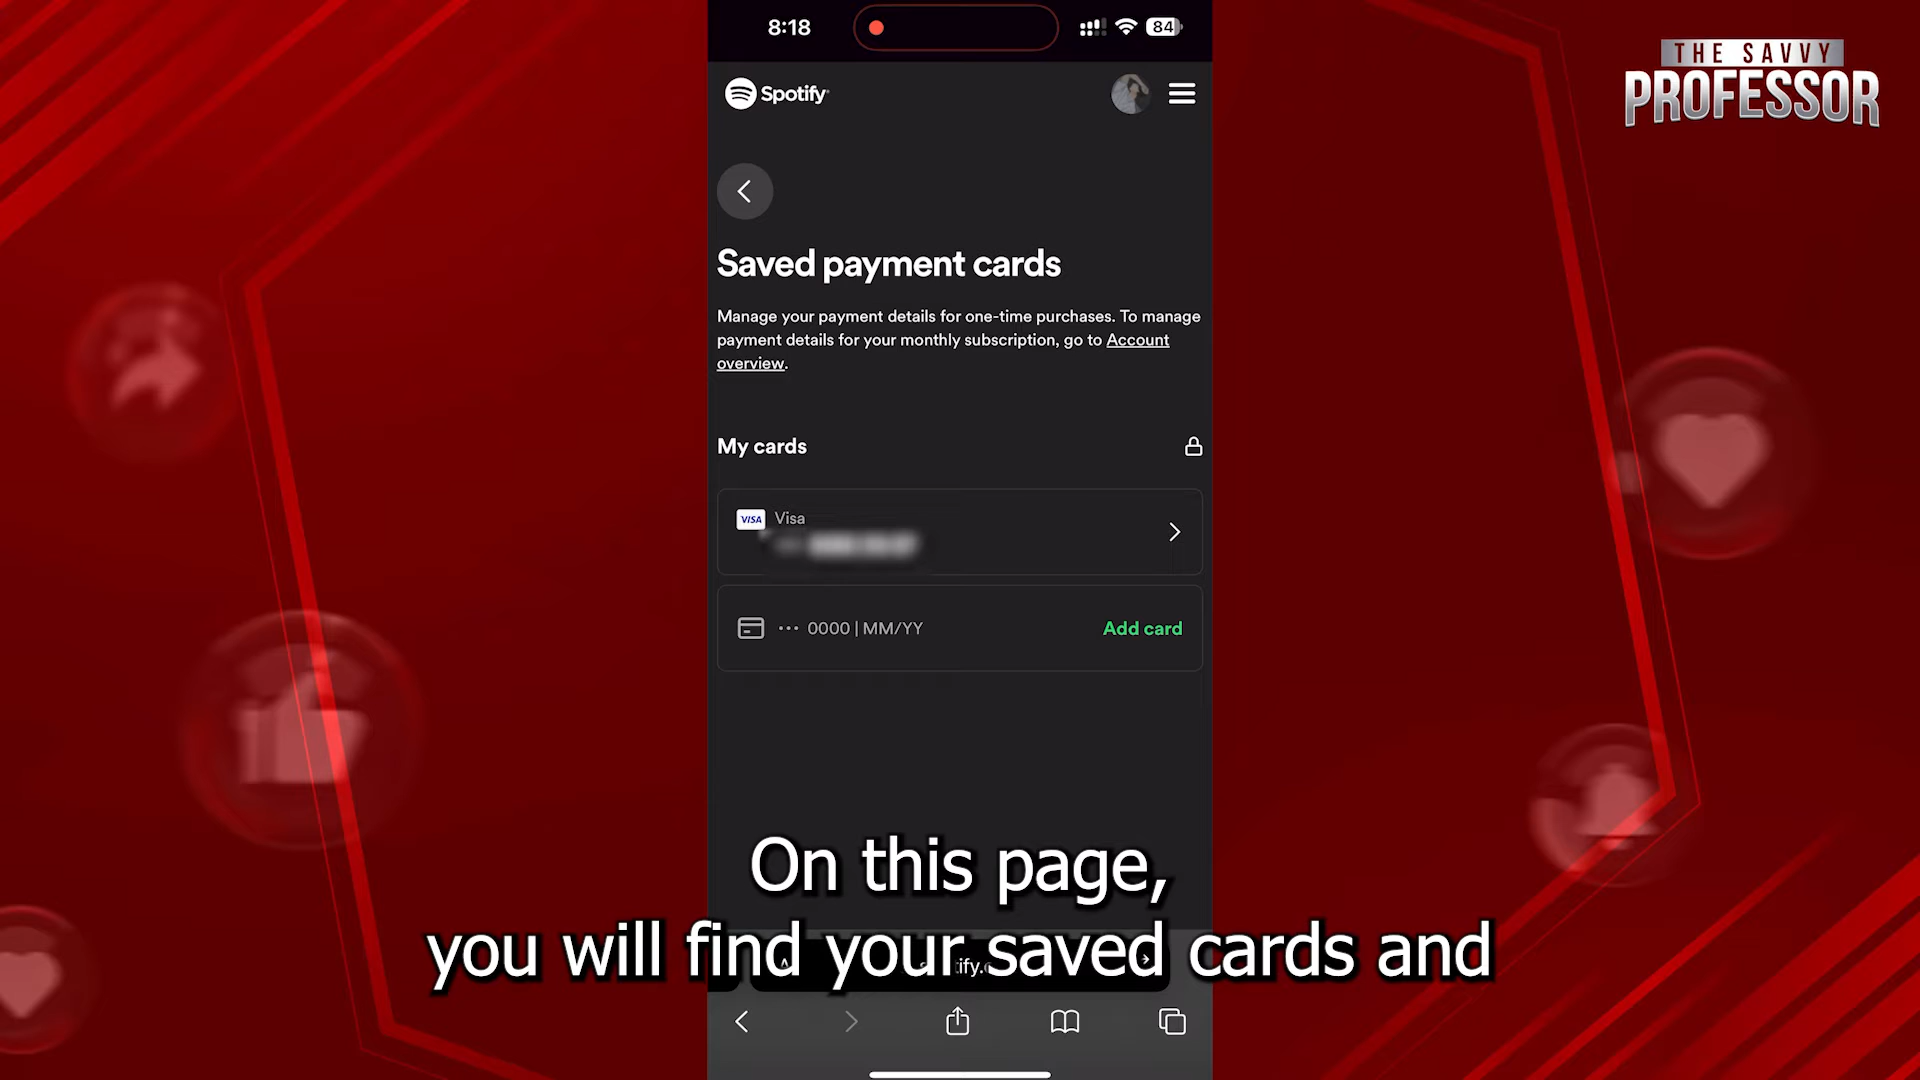 8:18
84
THE SAVVY
PROFESSOR
Spotify
Saved payment cards
Manage your payment details for one-time purchases. To manage
payment details for your monthly subscription, go to Account
overview.
My cards
VISA
Visa
··· 0000 | MM/YY
Add card
On this page,
you will find your saved cards and